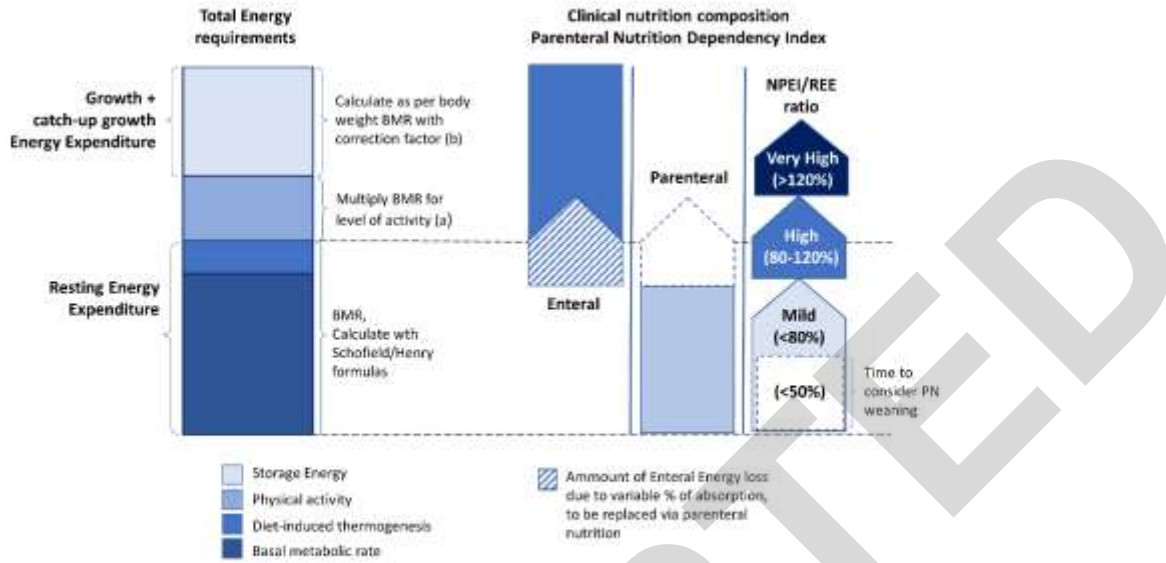 Total Energy
requirements
Clinical nutrition composition
Parenteral Nutrition Dependency Index
Growth +
catch-up growth
Energy Expenditure
Calculate as per body
weight BMR with
correction factor (b)
Multiply BMR for
level of activity (a)
Resting Energy
Expenditure
BMR,
Calculate wth
Schofield/Henry
formulas
Enteral
Parenteral
NPEI/REE
ratio
Very High
(>120%)
High
(80-120%)
Mild
(<80%)
(<50%)
Time to
consider PN
weaning
Storage Energy
Physical activity
Diet-induced thermogenesis
Basal metabolic rate
Ammount of Enteral Energy loss
due to variable % of absorption,
to be replaced via parenteral
nutrition